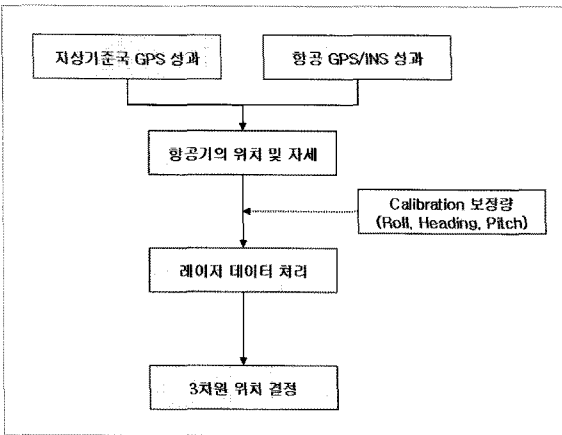 지상기준국 GPS 성과
항공 GPS/INS 성과
항공기의 위치 및 자세
Calibration 보정량
(Roll, Heading, Pitch)
레이저 데이터 처리
3차원 위치 결정